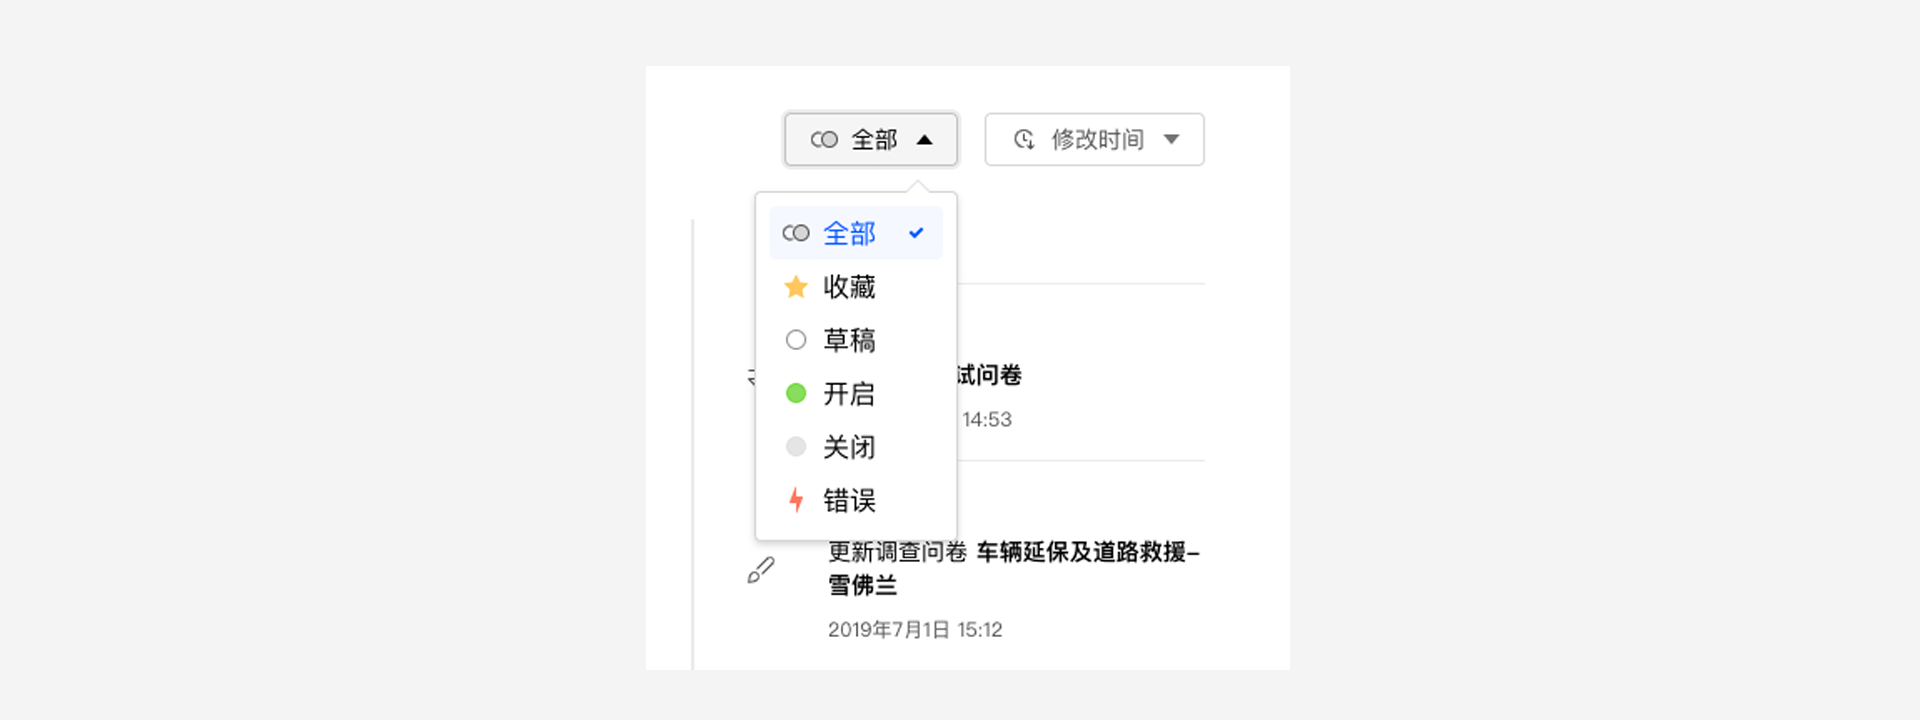 全部 修改时间
全部
收藏
草稿
开启
关闭
错误
试问卷
14:53
更新调查问卷 车辆延保及道路救援-
雪佛兰
2019年7月1日 15:12